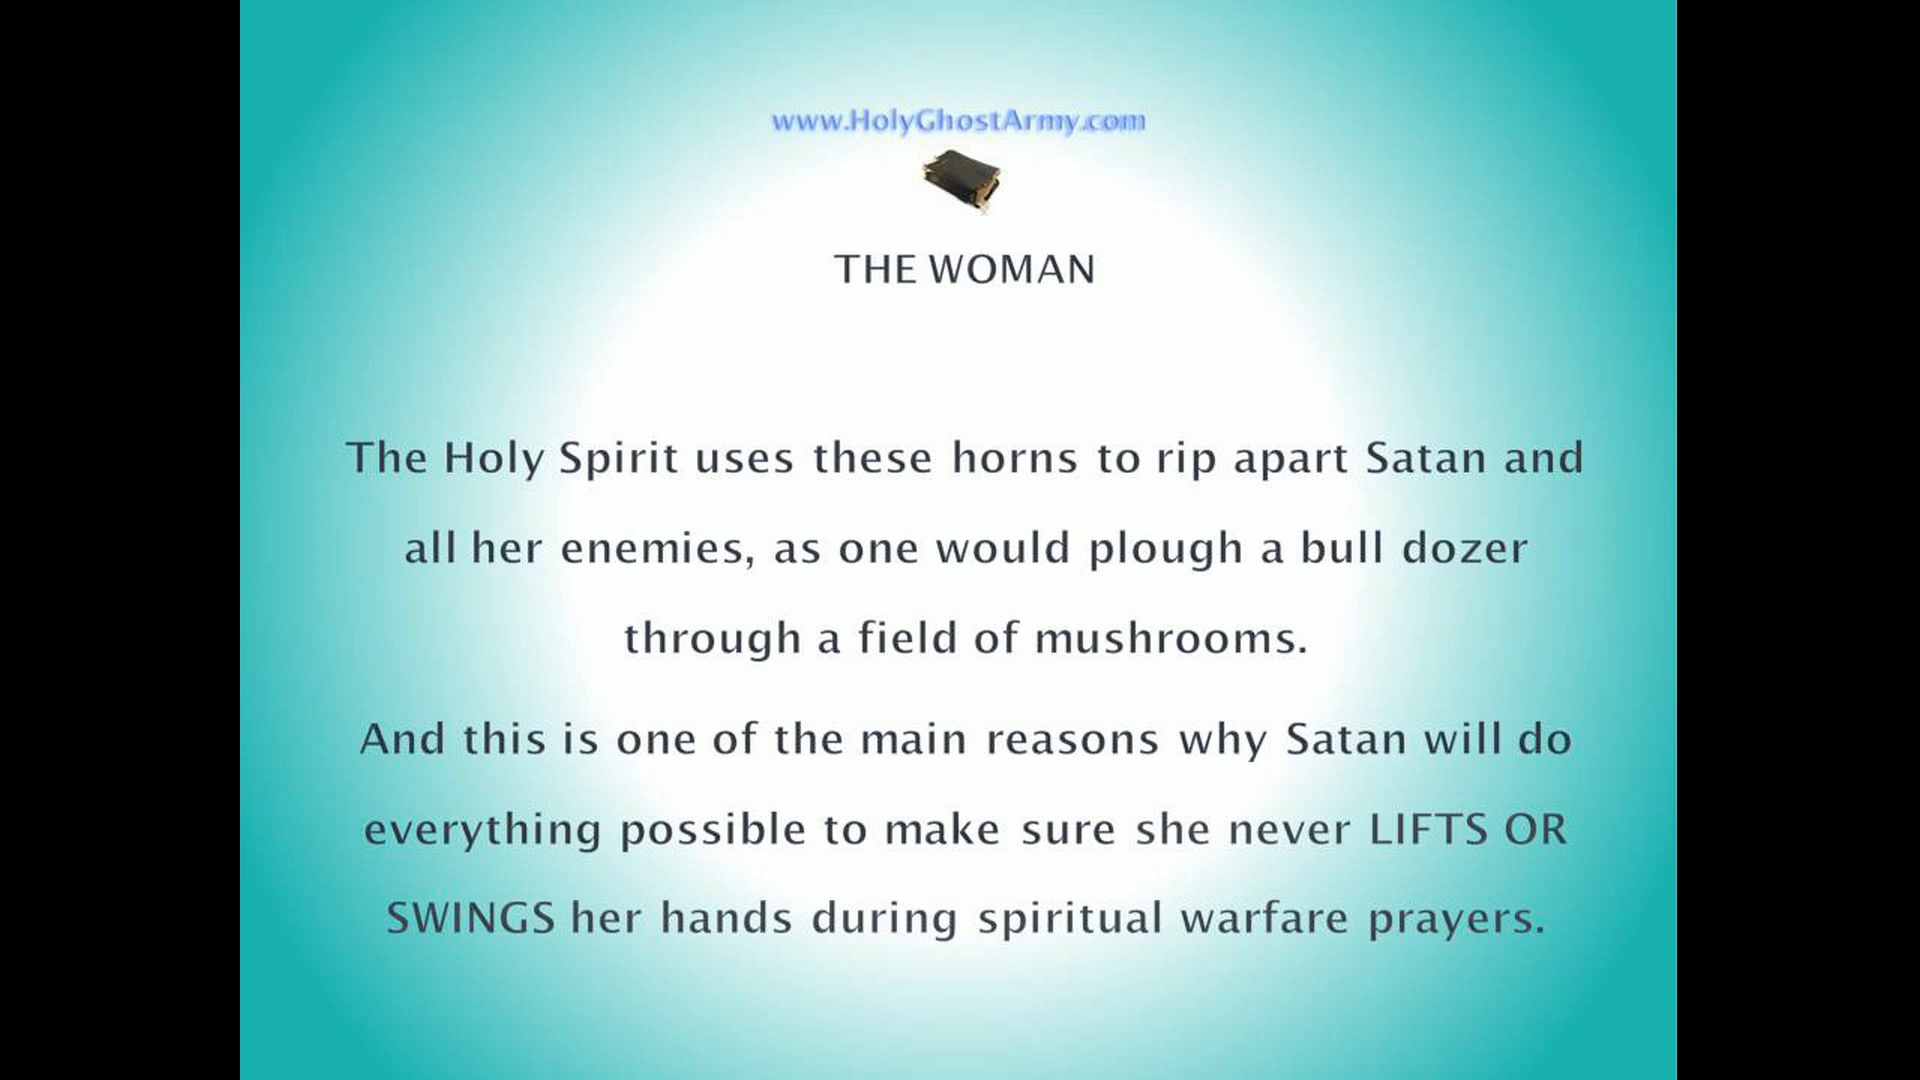 www.HolyGhostArmy.com
THE WOMAN
The Holy Spirit uses these horns to rip apart Satan and
all her enemies, as one would plough a bull dozer
through a field of mushrooms.
And this is one of the main reasons why Satan will do
everything possible to make sure she never LIFTS OR
SWINGS her hands during spiritual warfare prayers.